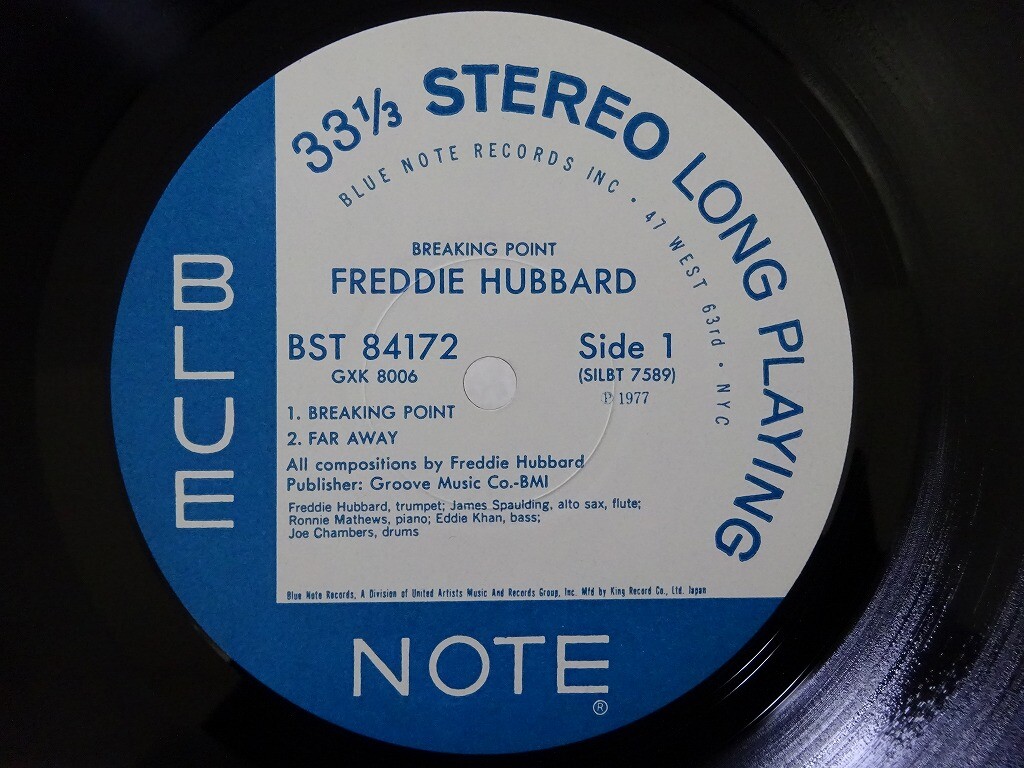 33⅓ STEREO LONG PLAYING
BLUE NOTE RECORDS INC • 47 WEST 63rd • NYC
BREAKING POINT
FREDDIE HUBBARD
BST 84172
GXK 8006
Side 1
(SILBT 7589)
Ⓟ 1977
1. BREAKING POINT
2. FAR AWAY
All compositions by Freddie Hubbard
Publisher: Groove Music Co.-BMI
Freddie Hubbard, trumpet; James Spaulding, alto sax, flute;
Ronnie Mathews, piano; Eddie Khan, bass;
Joe Chambers, drums
Blue Note Records, A Division of United Artists Music And Records Group, Inc. Mfd by King Record Co., Ltd. Japan
BLUE
NOTE
®